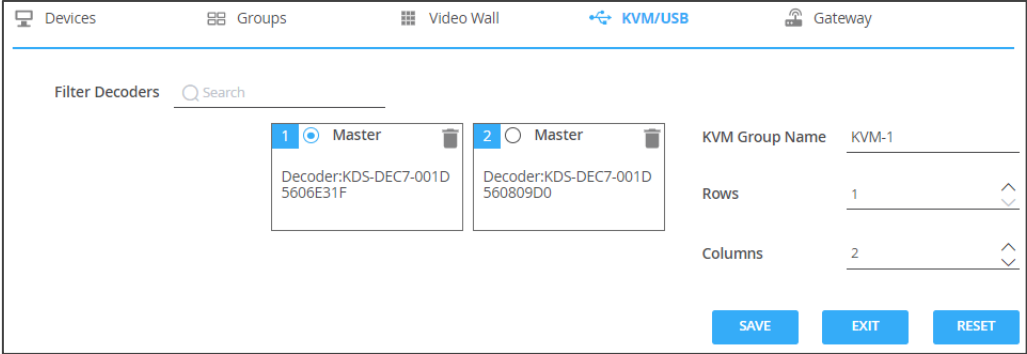 Devices Groups Video Wall KVM/USB Gateway
Filter Decoders Search
1 Master 2 Master
Decoder:KDS-DEC7-001D
5606E31F
Decoder:KDS-DEC7-001D
560809D0
KVM Group Name KVM-1
Rows 1
Columns 2
SAVE EXIT RESET